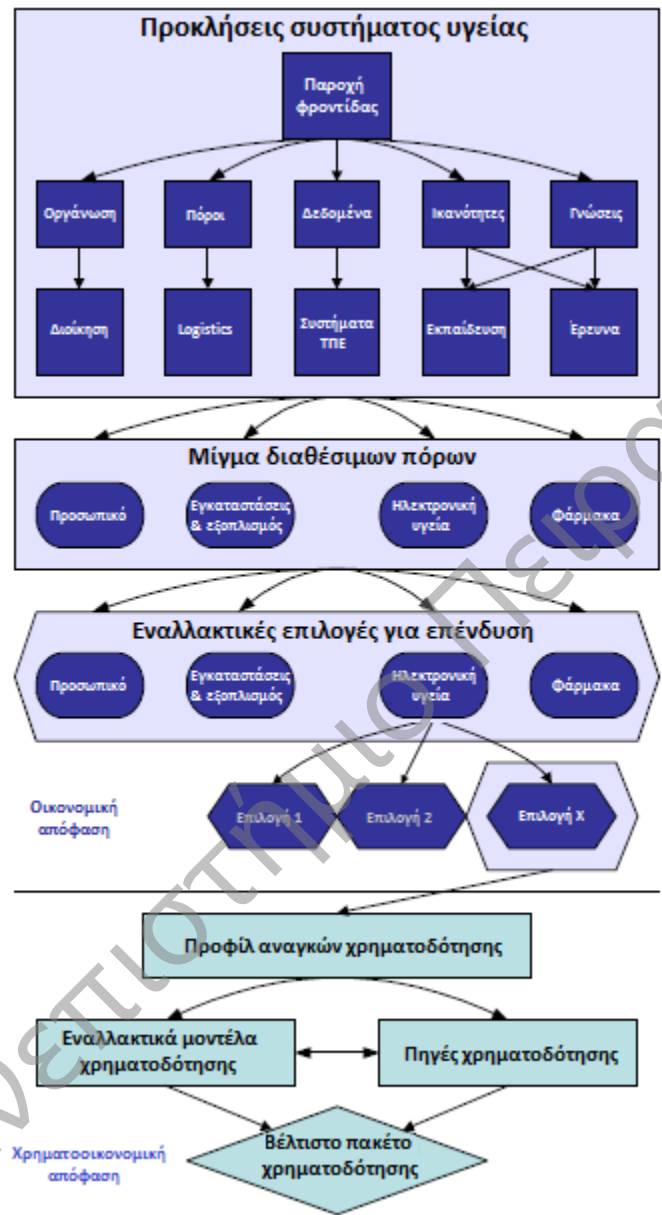 Προκλήσεις συστήματος υγείας
Παροχή
φροντίδας
Οργάνωση
Πόροι
Δεδομένα
Ικανότητες
Γνώσεις
Διοίκηση
Logistics
Συστήματα
ΤΠΕ
Εκπαίδευση
Έρευνα
Μίγμα διαθέσιμων πόρων
Προσωπικό
Εγκαταστάσεις
& εξοπλισμός
Ηλεκτρονική
υγεία
Φάρμακα
Εναλλακτικές επιλογές για επένδυση
Προσωπικό
Εγκαταστάσεις
& εξοπλισμός
Ηλεκτρονική
υγεία
Φάρμακα
Οικονομική
απόφαση
Επιλογή 1
Επιλογή 2
Επιλογή Χ
Προφίλ αναγκών χρηματοδότησης
Εναλλακτικά μοντέλα
χρηματοδότησης
Πηγές χρηματοδότησης
Χρηματοοικονομική
απόφαση
Βέλτιστο πακέτο
χρηματοδότησης